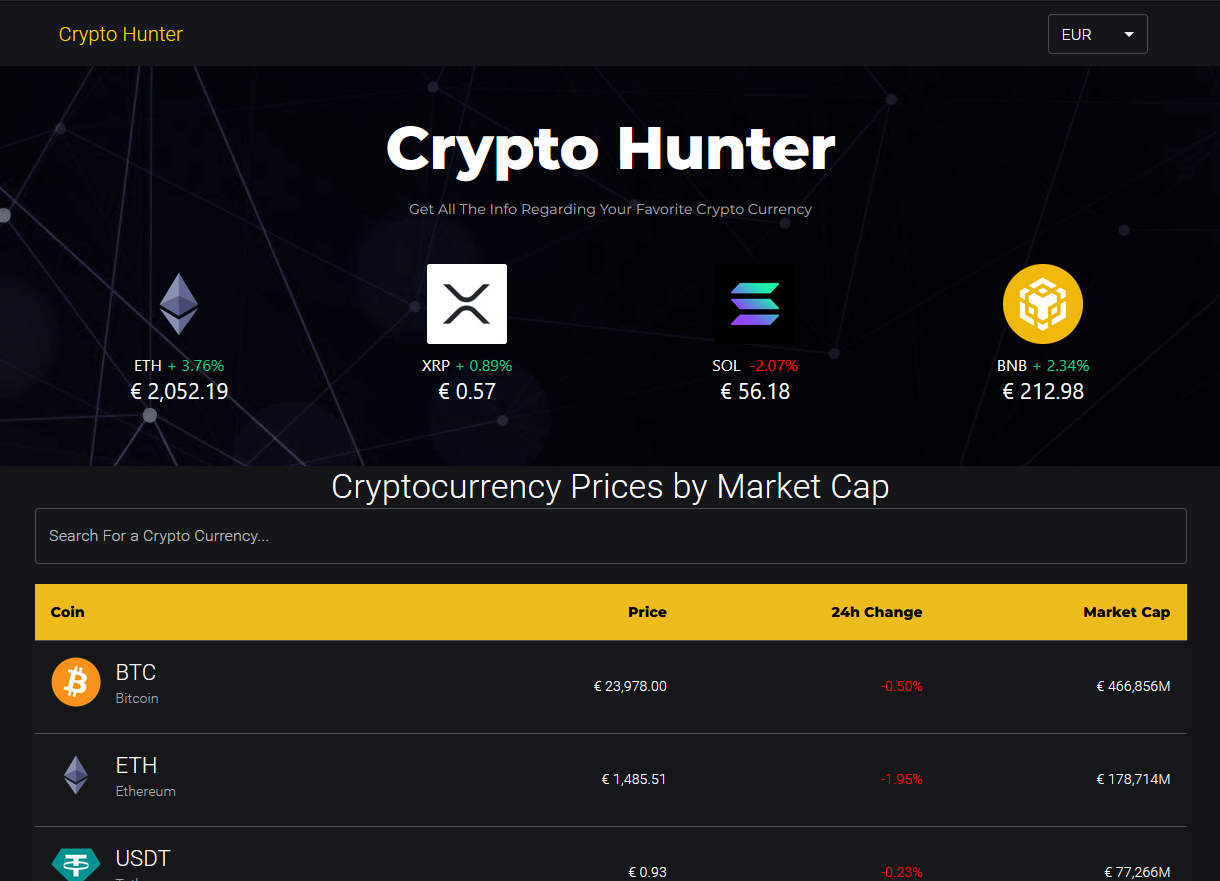 Crypto Hunter
EUR
Crypto Hunter
Get All The Info Regarding Your Favorite Crypto Currency
ETH + 3.76%
€ 2,052.19
XRP + 0.89%
€ 0.57
SOL -2.07%
€ 56.18
BNB + 2.34%
€ 212.98
Cryptocurrency Prices by Market Cap
Search For a Crypto Currency...
Coin Price 24h Change Market Cap
BTC
Bitcoin
€ 23,978.00 -0.50% € 466,856M
ETH
Ethereum
€ 1,485.51 -1.95% € 178,714M
USDT
€ 0.93 -0.23% € 77,266M